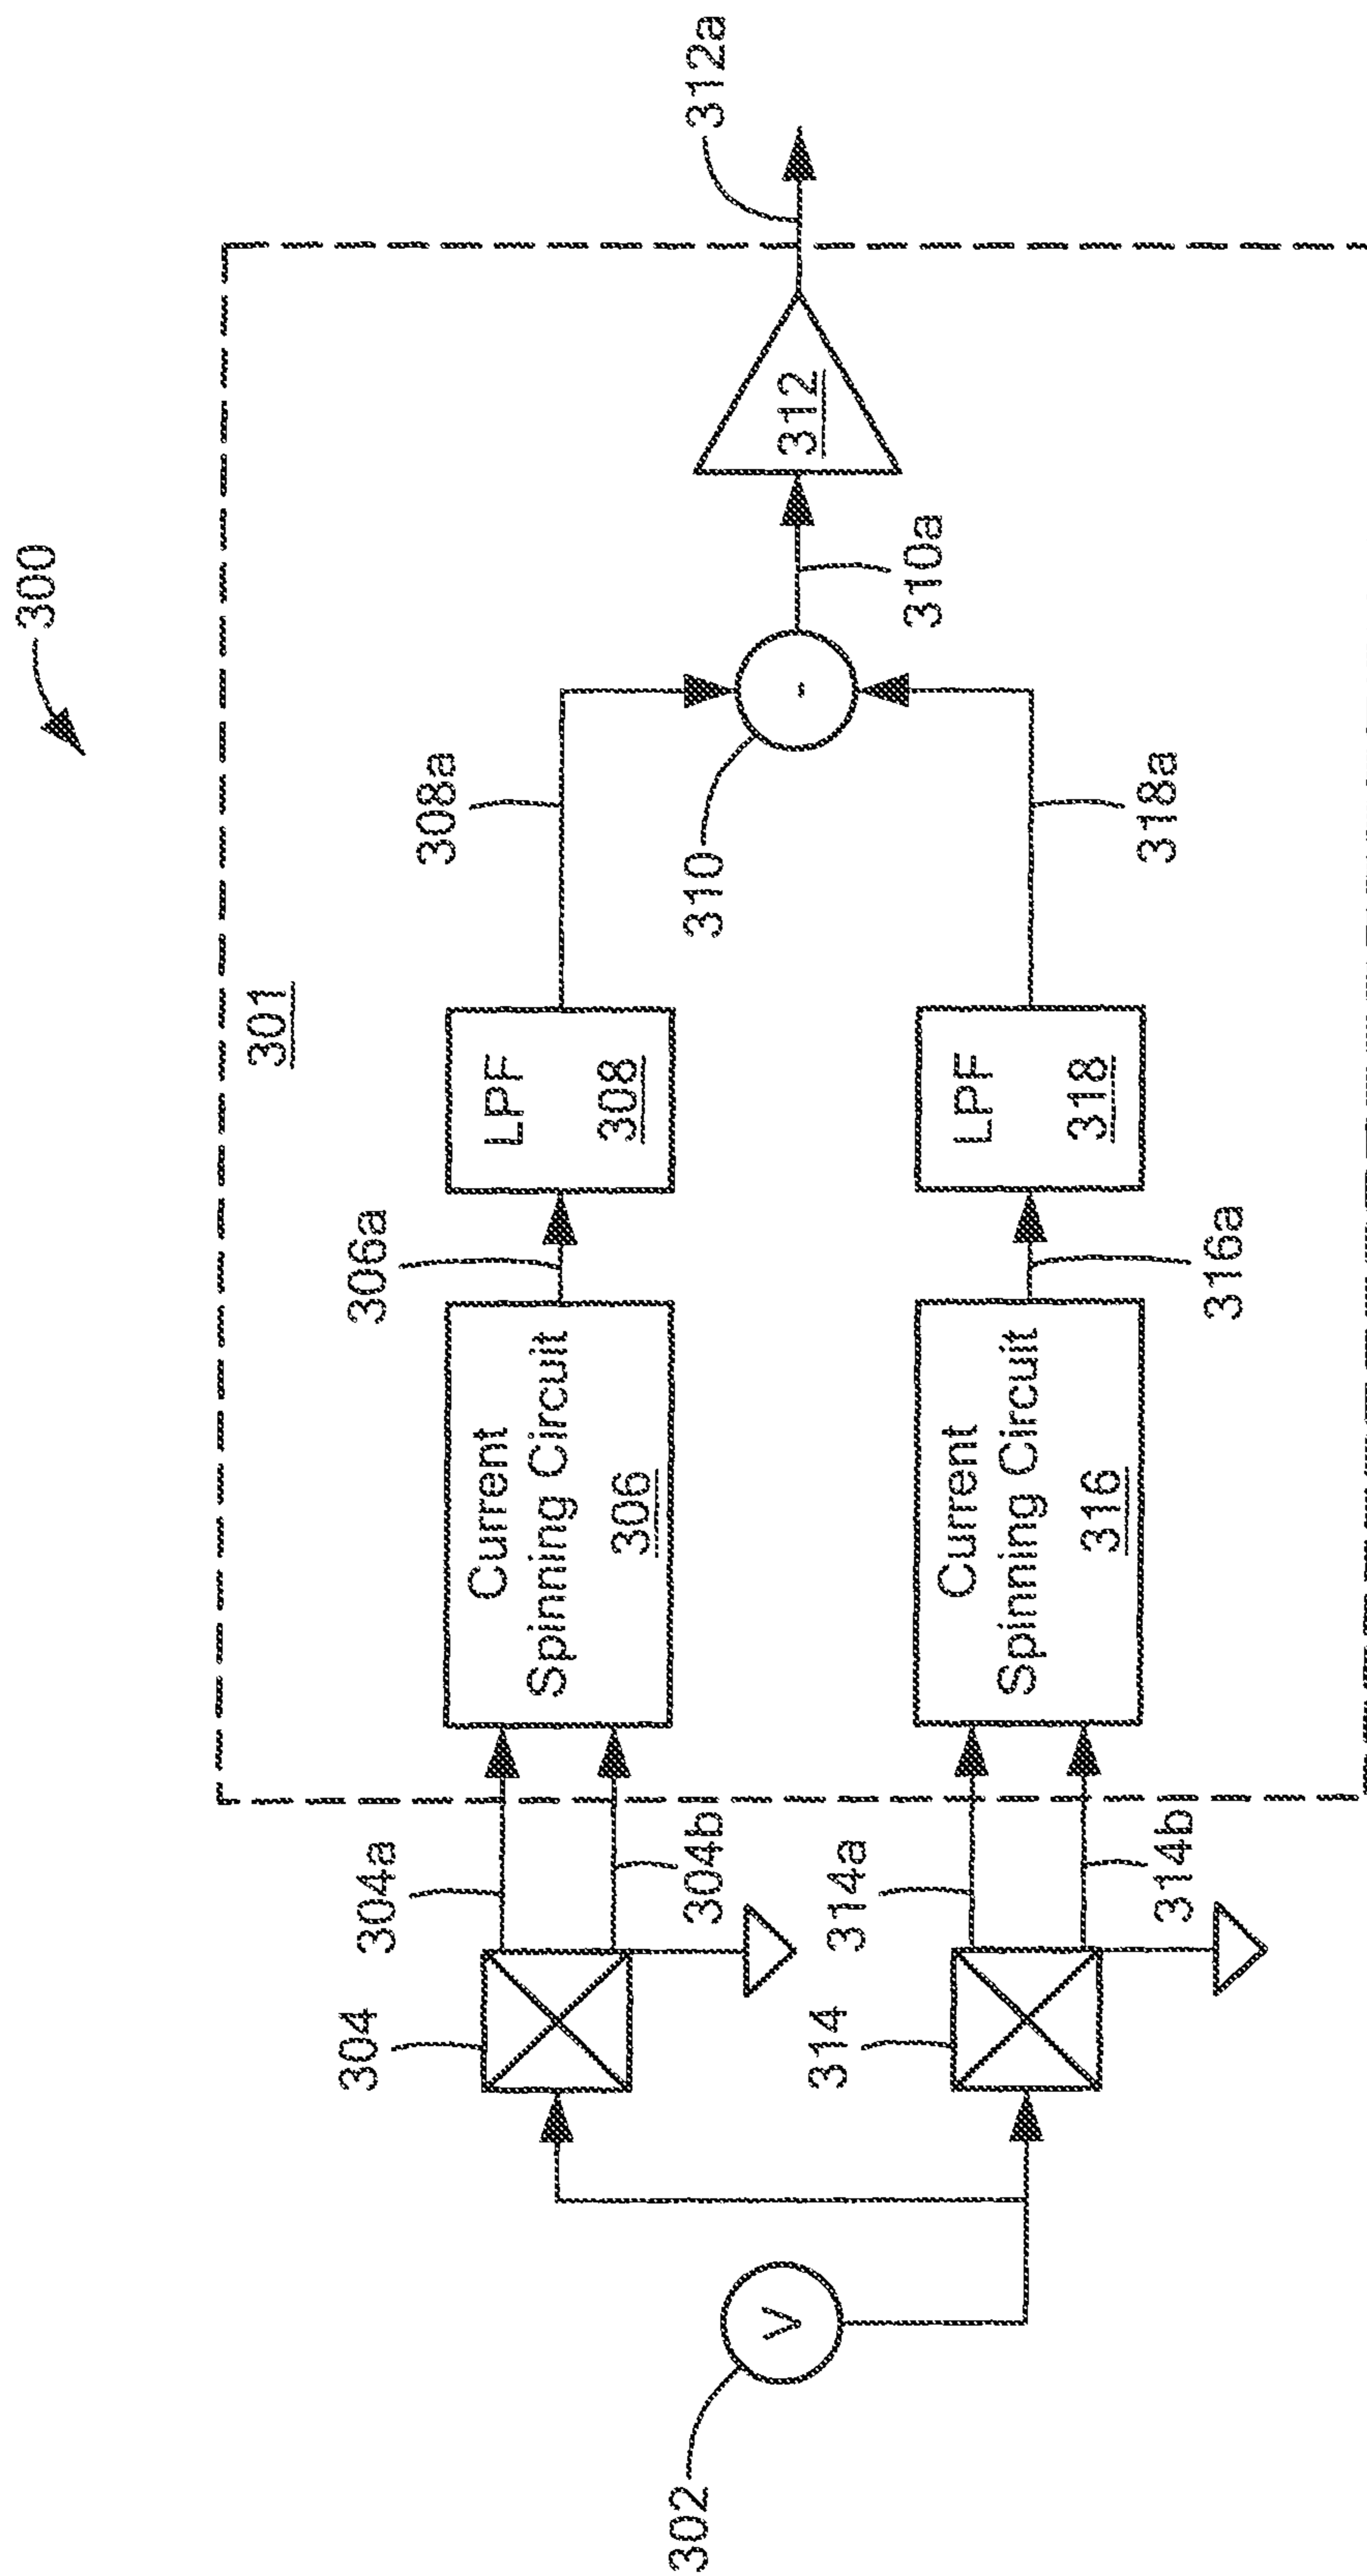 300
301
302
V
304
304a
304b
Current
Spinning Circuit
306
306a
LPF
308
308a
310
-
310a
312
312a
314
314a
314b
Current
Spinning Circuit
316
316a
LPF
318
318a